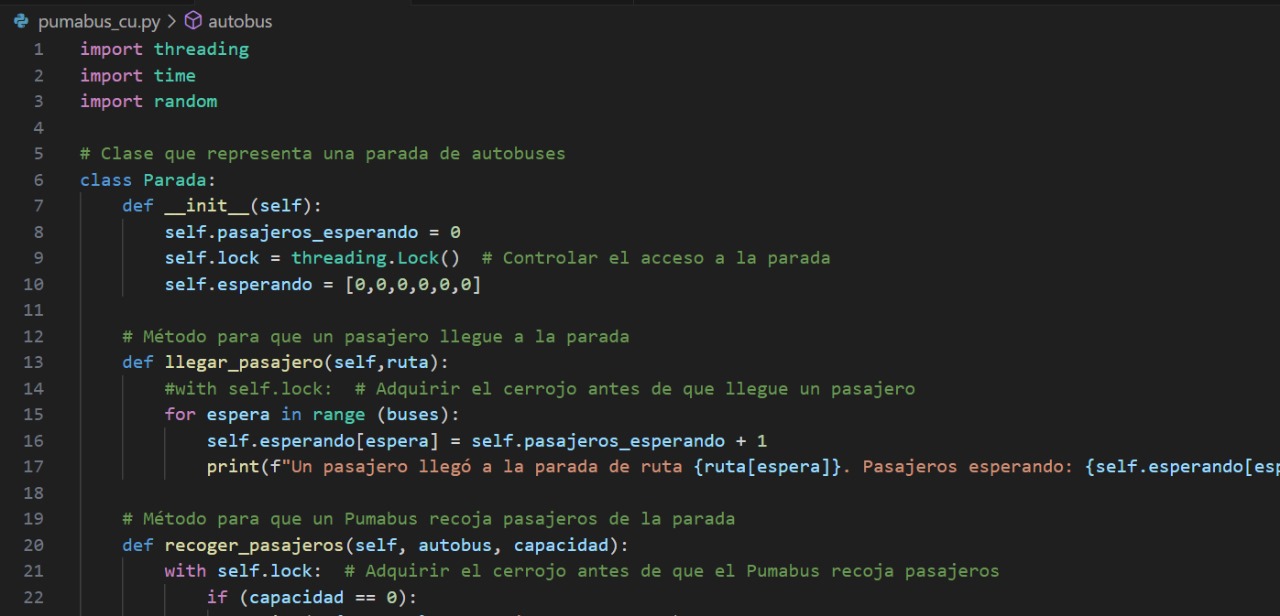 pumabus_cu.py > autobus
1 import threading
2 import time
3 import random
4
5 # Clase que representa una parada de autobuses
6 class Parada:
7     def __init__(self):
8         self.pasajeros_esperando = 0
9         self.lock = threading.Lock()  # Controlar el acceso a la parada
10         self.esperando = [0,0,0,0,0,0]
11
12     # Método para que un pasajero llegue a la parada
13     def llegar_pasajero(self,ruta):
14         #with self.lock:  # Adquirir el cerrojo antes de que llegue un pasajero
15         for espera in range (buses):
16             self.esperando[espera] = self.pasajeros_esperando + 1
17             print(f"Un pasajero llegó a la parada de ruta {ruta[espera]}. Pasajeros esperando: {self.esperando[esp
18
19     # Método para que un Pumabus recoja pasajeros de la parada
20     def recoger_pasajeros(self, autobus, capacidad):
21         with self.lock:  # Adquirir el cerrojo antes de que el Pumabus recoja pasajeros
22             if (capacidad == 0):